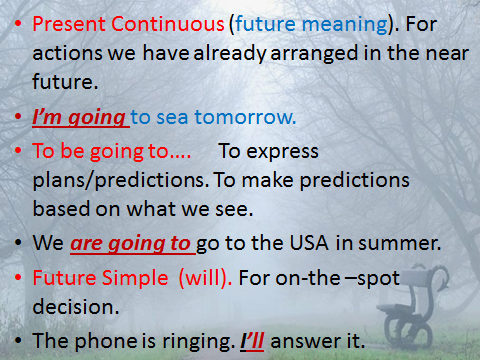 • Present Continuous (future meaning). For
actions we have already arranged in the near
future.
• I’m going to sea tomorrow.
• To be going to…. To express
plans/predictions. To make predictions
based on what we see.
• We are going to go to the USA in summer.
• Future Simple (will). For on-the –spot
decision.
• The phone is ringing. I’ll answer it.